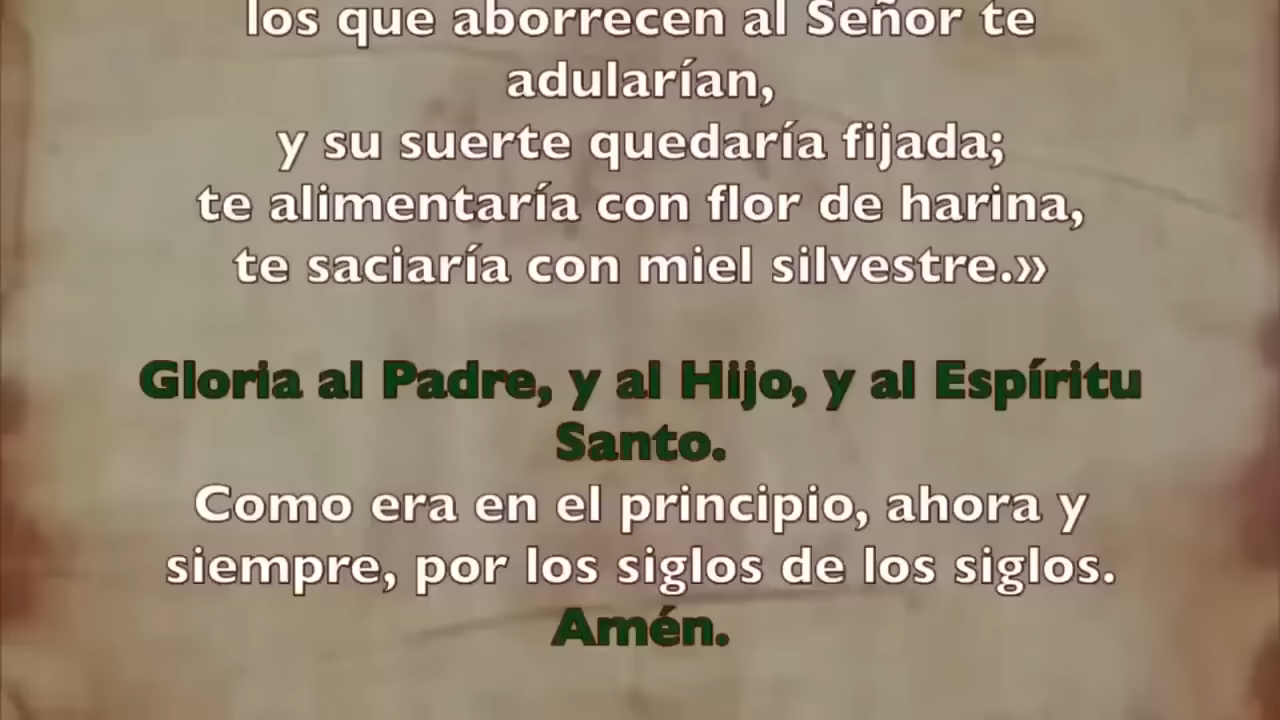 los que aborrecen al Señor te
adularían,
y su suerte quedaría fijada;
te alimentaría con flor de harina,
te saciaría con miel silvestre.»
Gloria al Padre, y al Hijo, y al Espíritu
Santo.
Como era en el principio, ahora y
siempre, por los siglos de los siglos.
Amén.